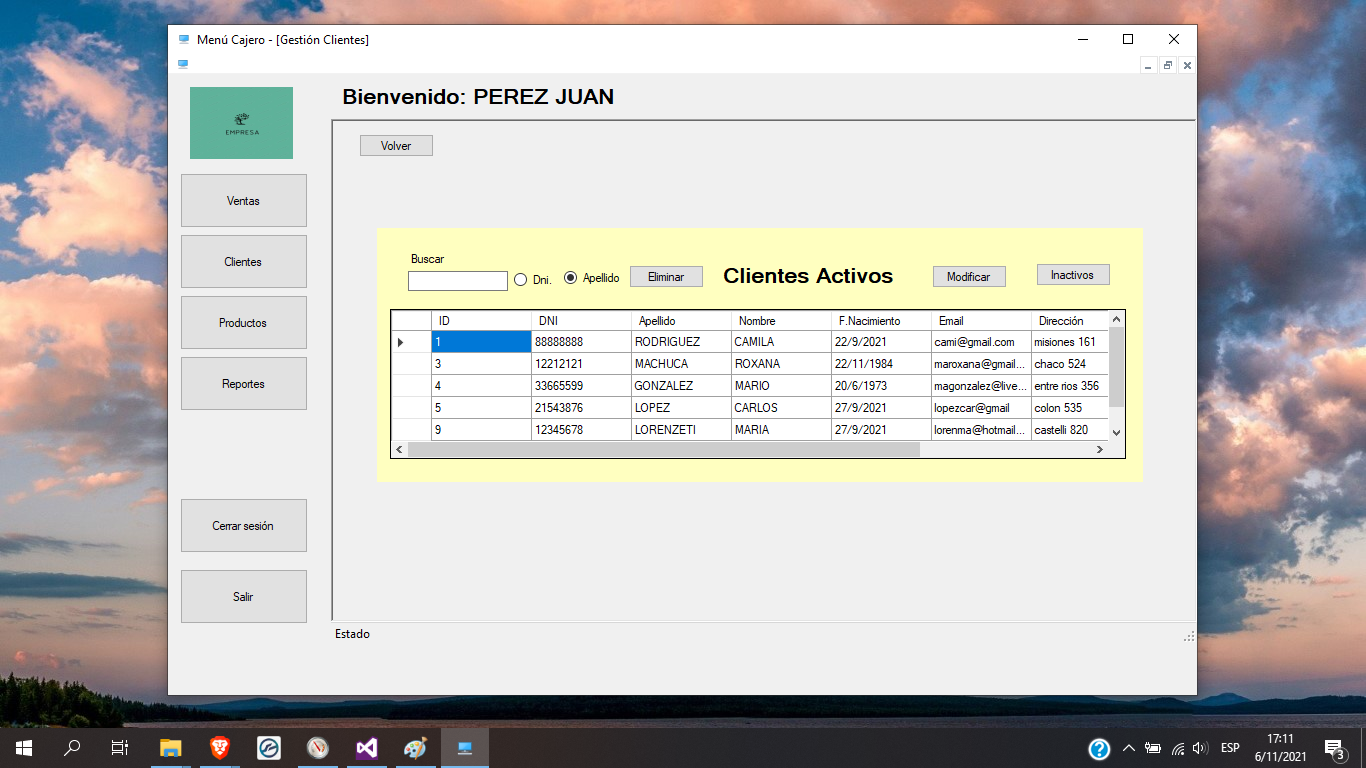 Menú Cajero - [Gestión Clientes]
EMPRESA
Bienvenido: PEREZ JUAN
Volver
Ventas
Clientes
Productos
Reportes
Cerrar sesión
Salir
Buscar
Dni.
Apellido
Eliminar
Clientes Activos
Modificar
Inactivos
ID DNI Apellido Nombre F.Nacimiento Email Dirección
1 88888888 RODRIGUEZ CAMILA 22/9/2021 cami@gmail.com misiones 161
3 12212121 MACHUCA ROXANA 22/11/1984 maroxana@gmail... chaco 524
4 33665599 GONZALEZ MARIO 20/6/1973 magonzalez@live... entre rios 356
5 21543876 LOPEZ CARLOS 27/9/2021 lopezcar@gmail colon 535
9 12345678 LORENZETI MARIA 27/9/2021 lorenma@hotmail... castelli 820
Estado
ESP
17:11
6/11/2021
3